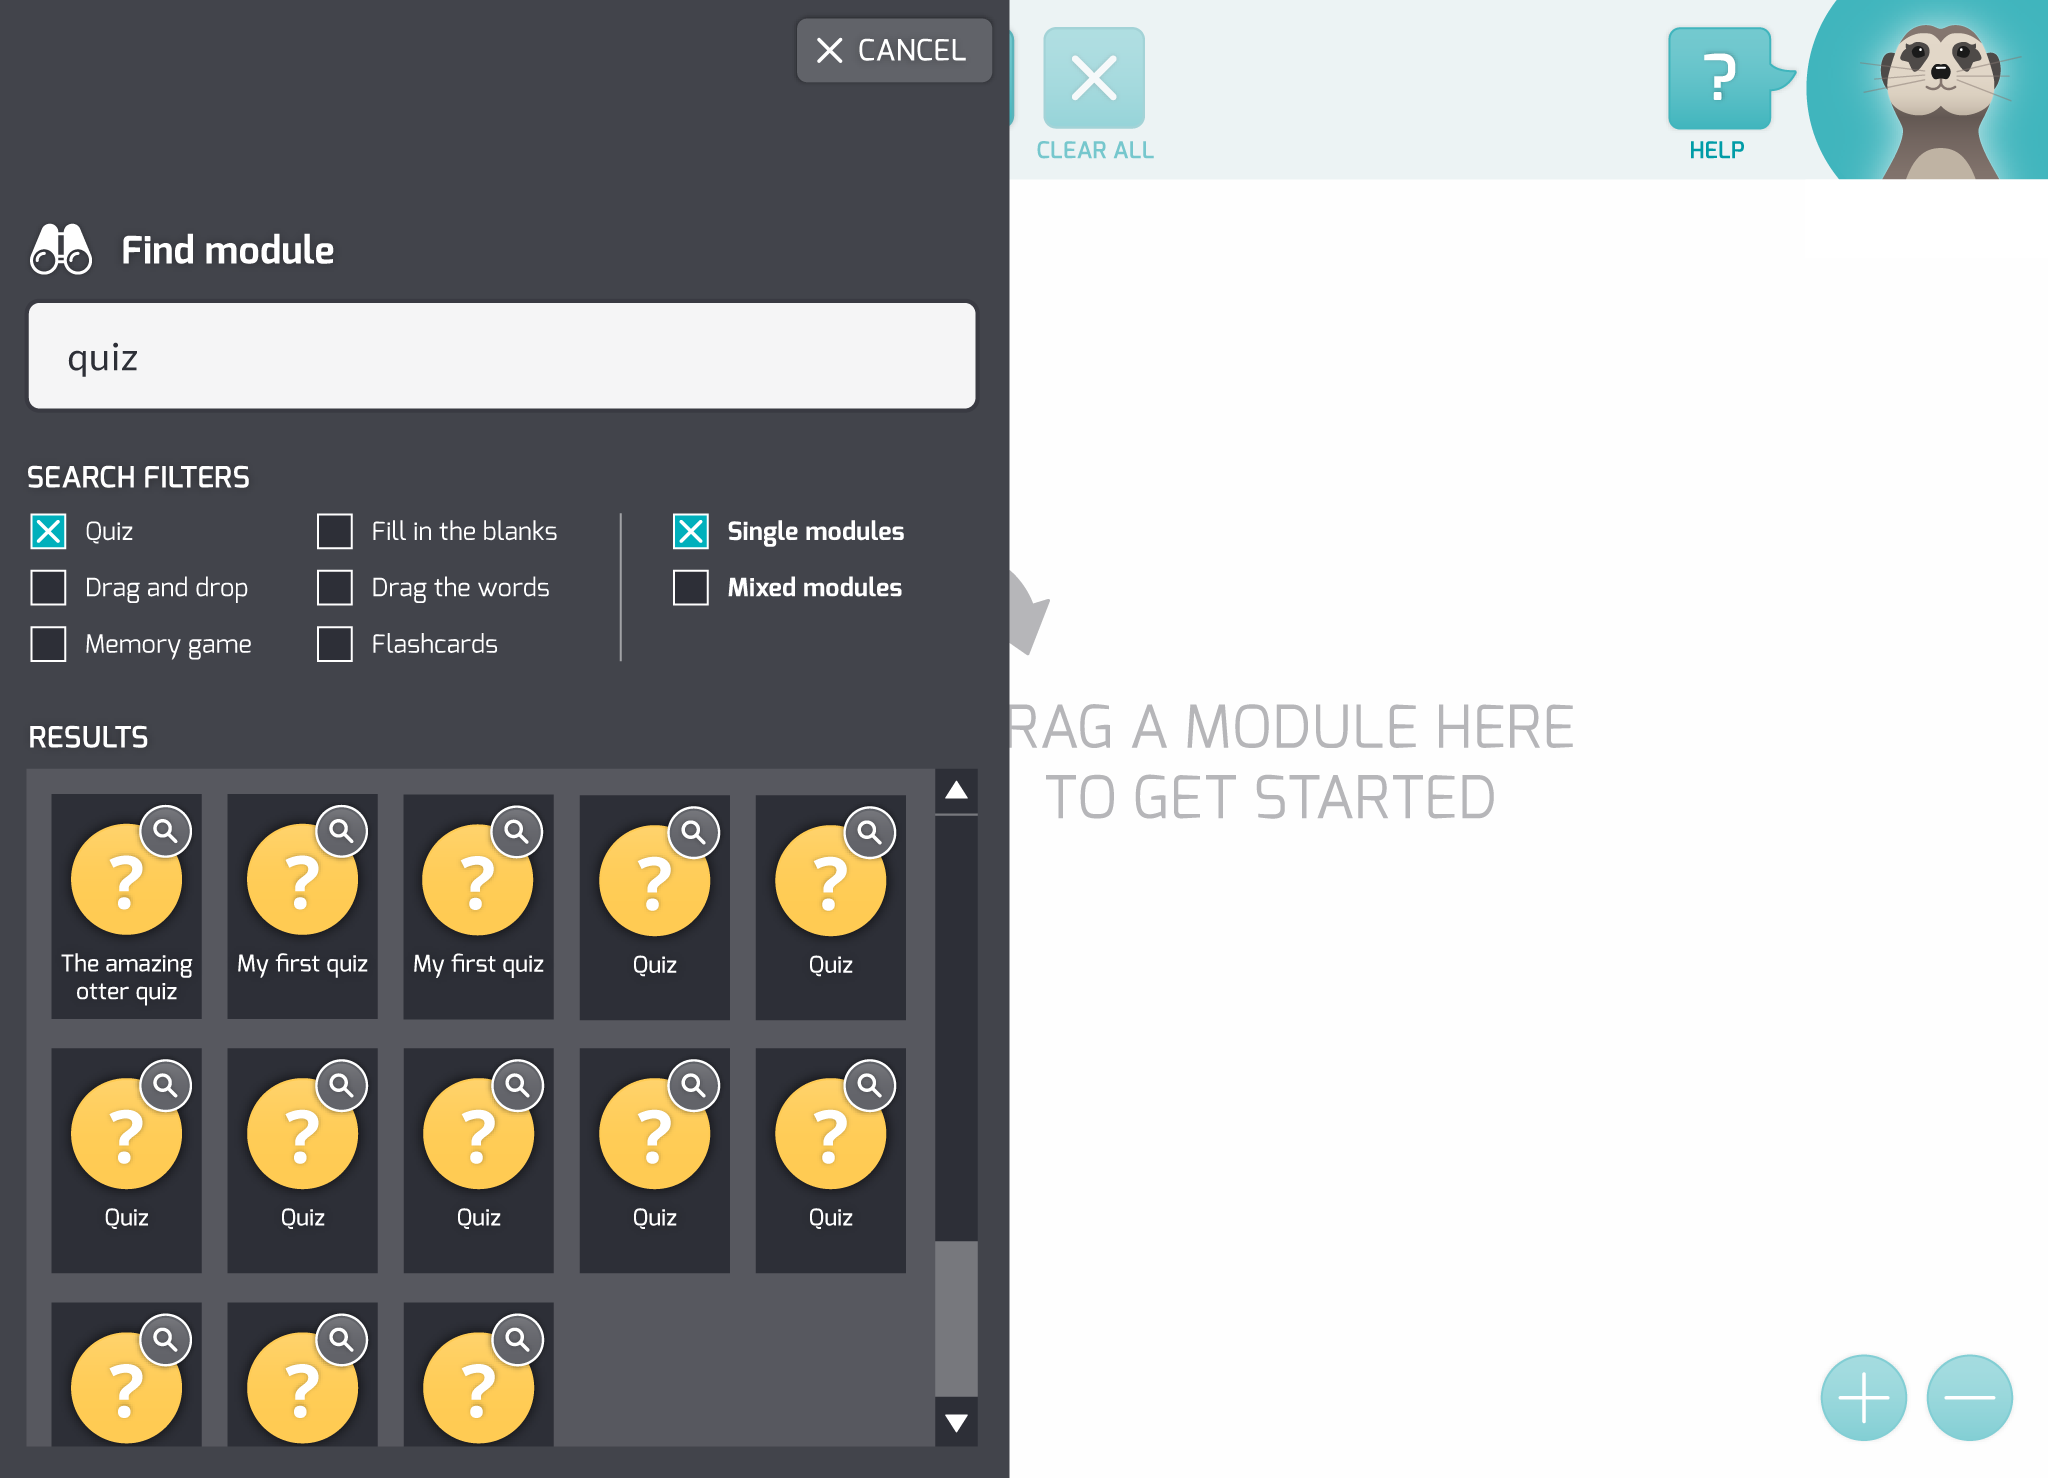 CANCEL
CLEAR ALL
?
HELP
Find module
quiz
SEARCH FILTERS
Quiz
Fill in the blanks
Single modules
Drag and drop
Drag the words
Mixed modules
Memory game
Flashcards
RAG A MODULE HERE
TO GET STARTED
RESULTS
? ? ? ? ?
The amazing
otter quiz
My first quiz
My first quiz
Quiz
Quiz
? ? ? ? ?
Quiz
Quiz
Quiz
Quiz
Quiz
? ? ?